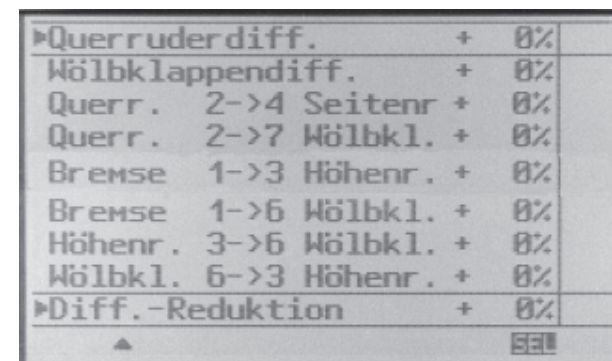 ▶Querruderdiff. + 0%
Wölbklappendiff. + 0%
Querr. 2->4 Seitenr + 0%
Querr. 2->7 Wölbkl. + 0%
Bremse 1->3 Höhenr. + 0%
Bremse 1->6 Wölbkl. + 0%
Höhenr. 3->6 Wölbkl. + 0%
Wölbkl. 6->3 Höhenr. + 0%
▶Diff.-Reduktion + 0%
▲ SEL